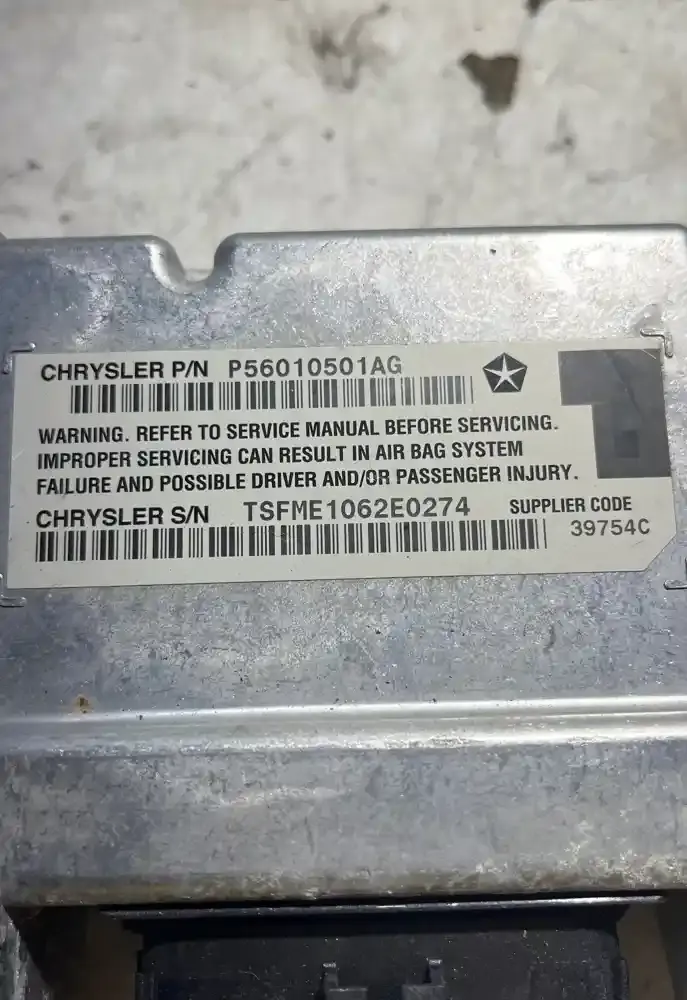 CHRYSLER P/N P56010501AG
WARNING. REFER TO SERVICE MANUAL BEFORE SERVICING.
IMPROPER SERVICING CAN RESULT IN AIR BAG SYSTEM
FAILURE AND POSSIBLE DRIVER AND/OR PASSENGER INJURY.
CHRYSLER S/N TSFME1062E0274 SUPPLIER CODE
39754C